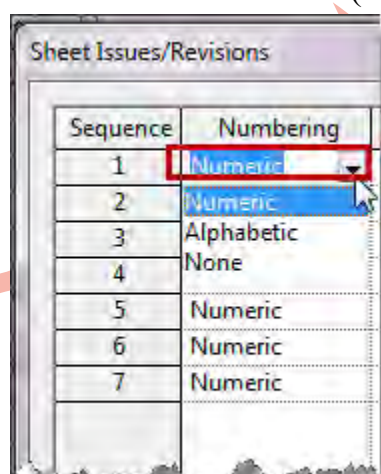 Sheet Issues/Revisions
Sequence Numbering
1 Numeric
2 Numeric
3 Alphabetic
4 None
5 Numeric
6 Numeric
7 Numeric